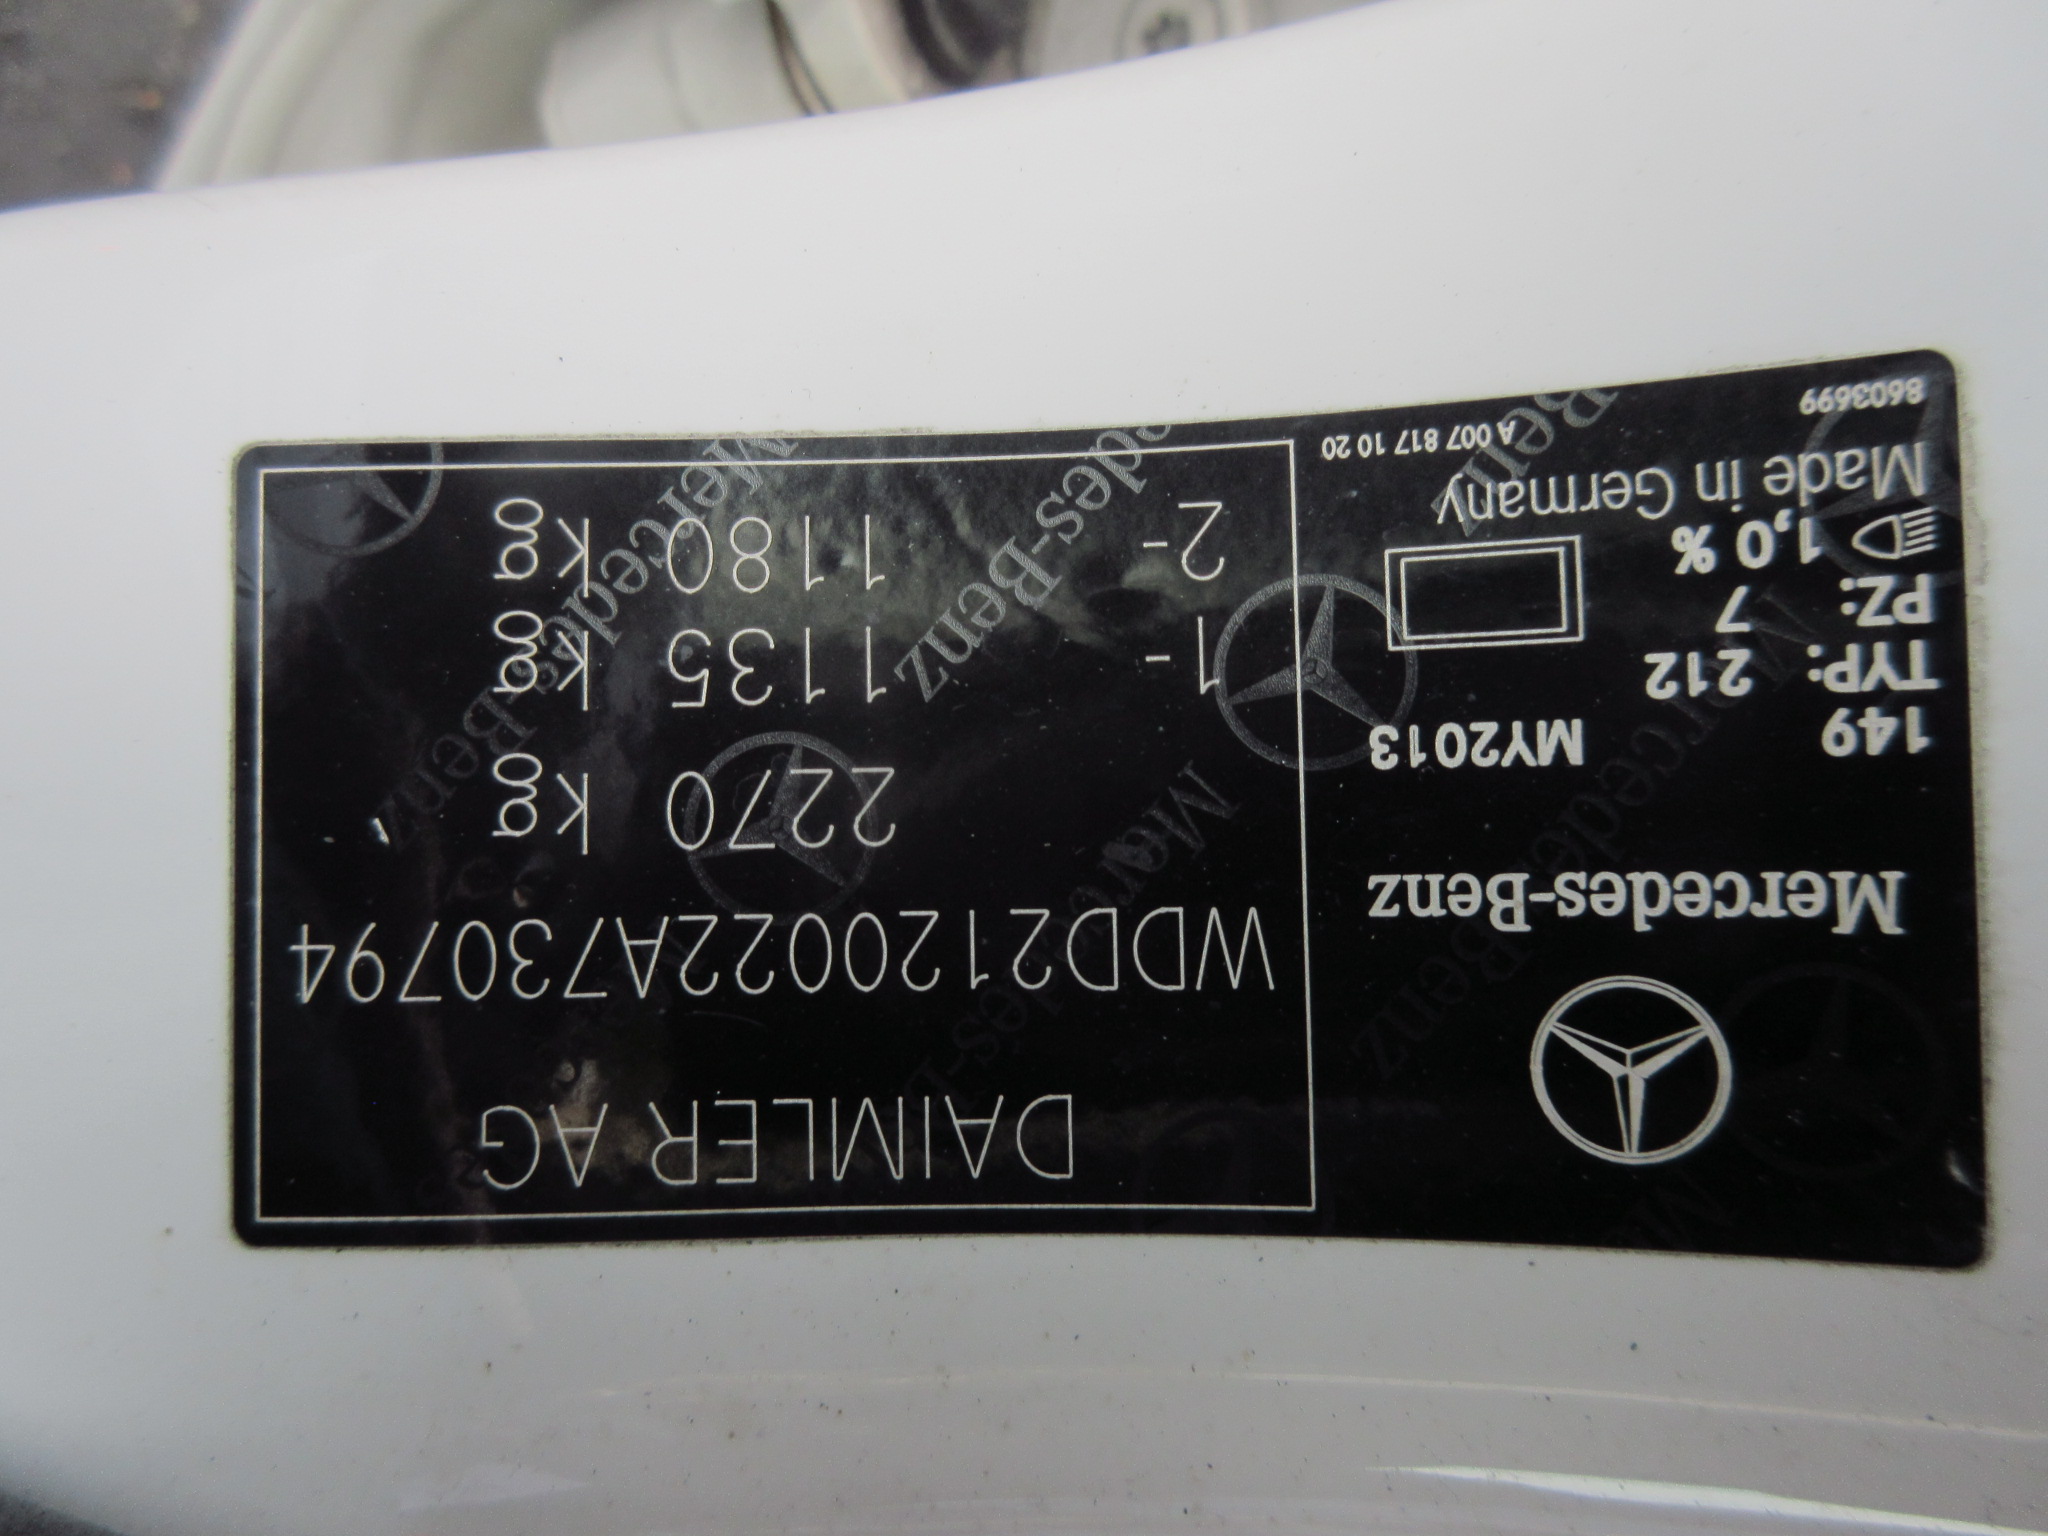 Mercedes-Benz
149 MY2013
TYP: 212
PZ: 7
1,0 %
Made in Germany
8603699
A 007 817 10 20
DAIMLER AG
WDD2120022A730794
2270 kg
1- 1135 kg
2- 1180 kg